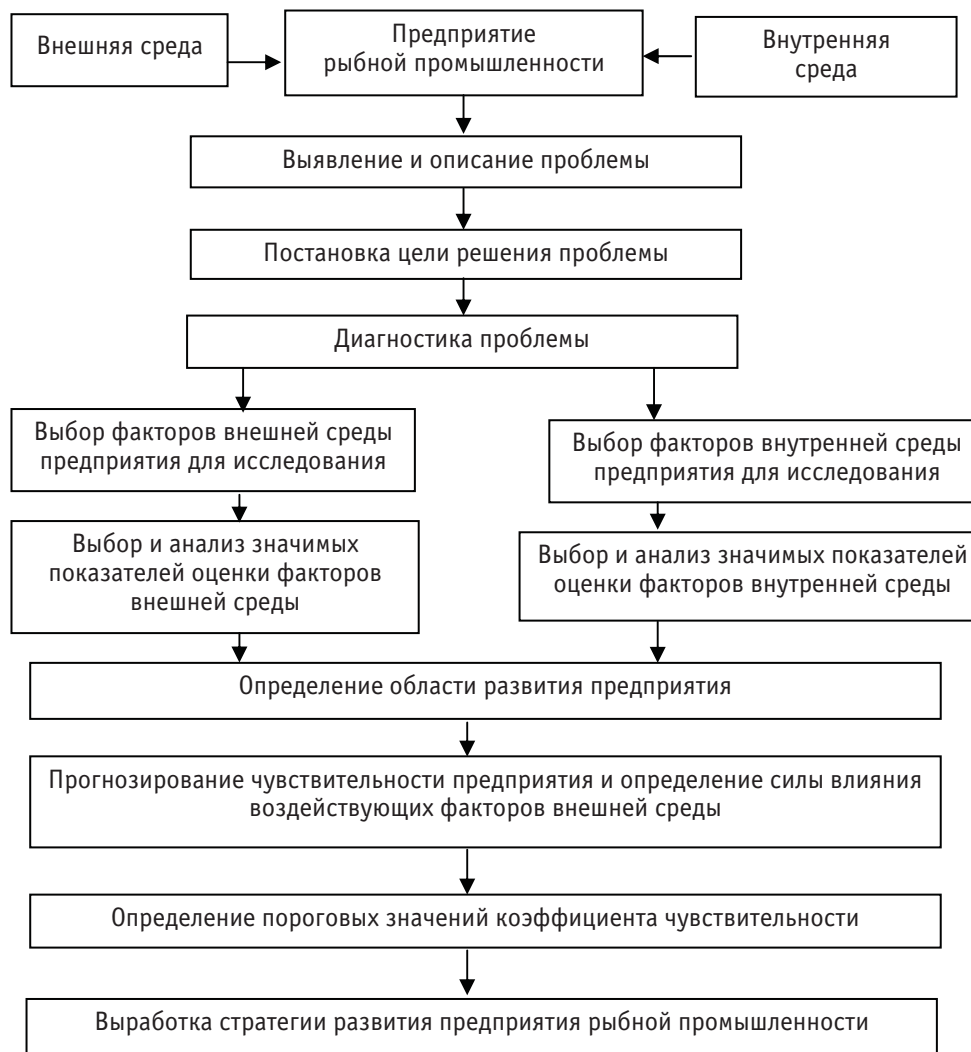 Внешняя среда
Предприятие
рыбной промышленности
Внутренняя
среда
Выявление и описание проблемы
Постановка цели решения проблемы
Диагностика проблемы
Выбор факторов внешней среды
предприятия для исследования
Выбор факторов внутренней среды
предприятия для исследования
Выбор и анализ значимых
показателей оценки факторов
внешней среды
Выбор и анализ значимых показателей
оценки факторов внутренней среды
Определение области развития предприятия
Прогнозирование чувствительности предприятия и определение силы влияния
воздействующих факторов внешней среды
Определение пороговых значений коэффициента чувствительности
Выработка стратегии развития предприятия рыбной промышленности